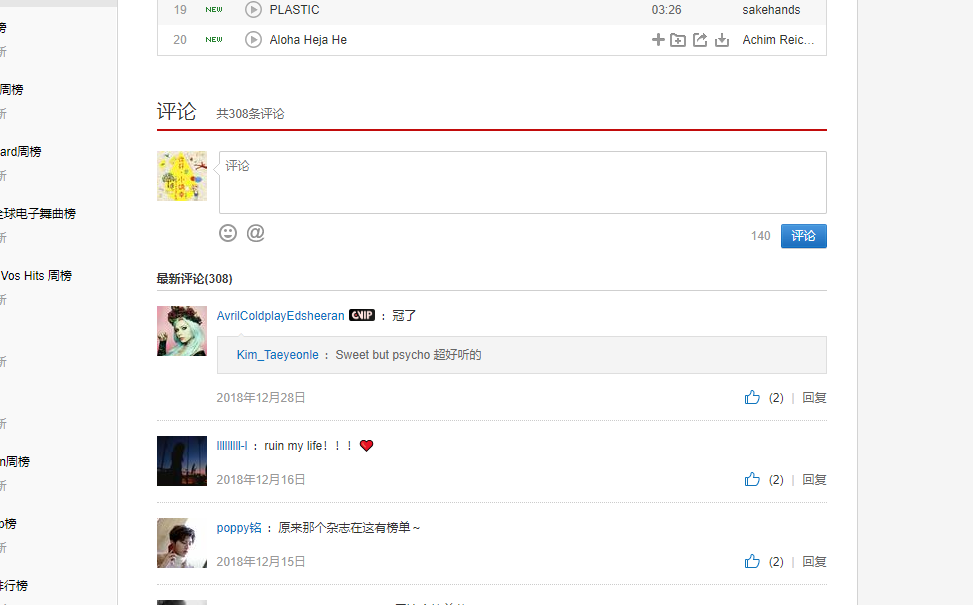 榜
新
周榜
新
ard周榜
新
全球电子舞曲榜
新
Vos Hits 周榜
新
新
新
m周榜
新
榜
新
排行榜
19 NEW PLASTIC 03:26 sakehands
20 NEW Aloha Heja He Achim Reic...
评论 共308条评论
评论
140 评论
最新评论(308)
AvrilColdplayEdsheeran CVIP ：冠了
Kim_Taeyeonle ：Sweet but psycho 超好听的
2018年12月28日 (2) | 回复
llllllllll-l ：ruin my life！！！
2018年12月16日 (2) | 回复
poppy铭 ：原来那个杂志在这有榜单～
2018年12月15日 (2) | 回复